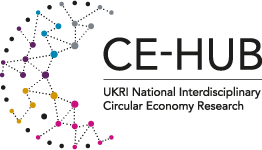 CE-HUB
UKRI National Interdisciplinary
Circular Economy Research